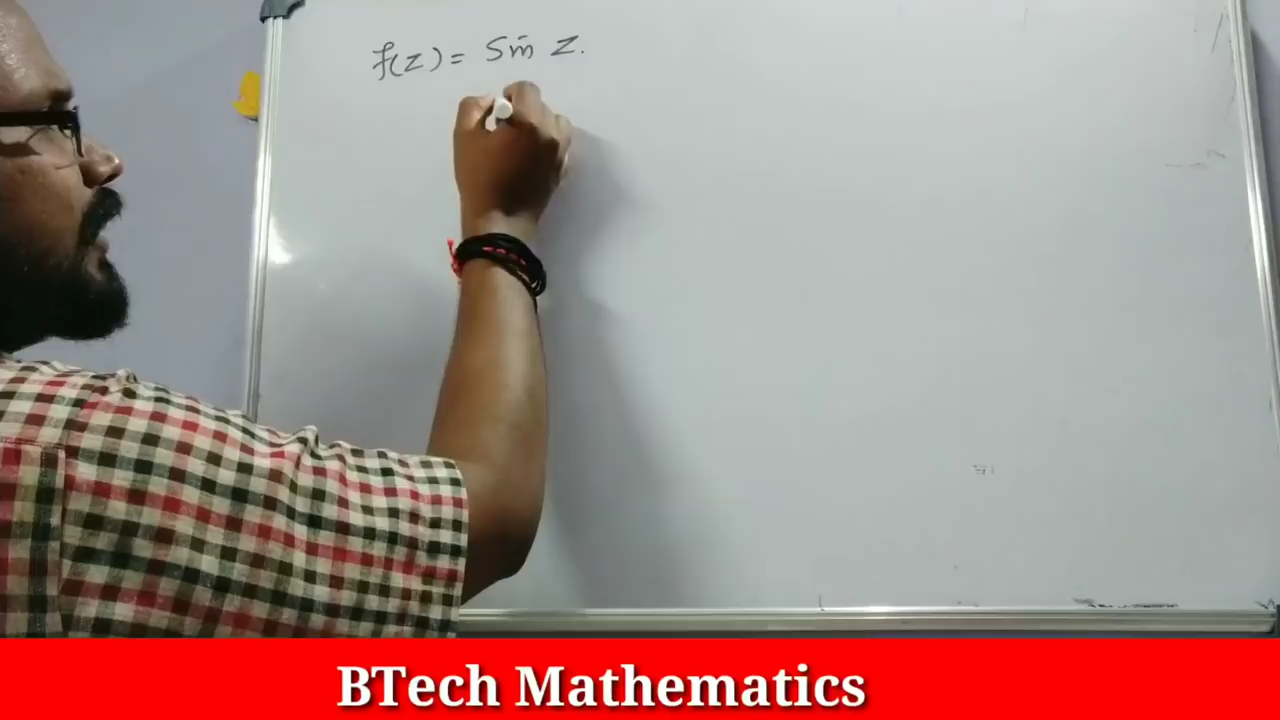 f(z) = Sin z.
BTech Mathematics